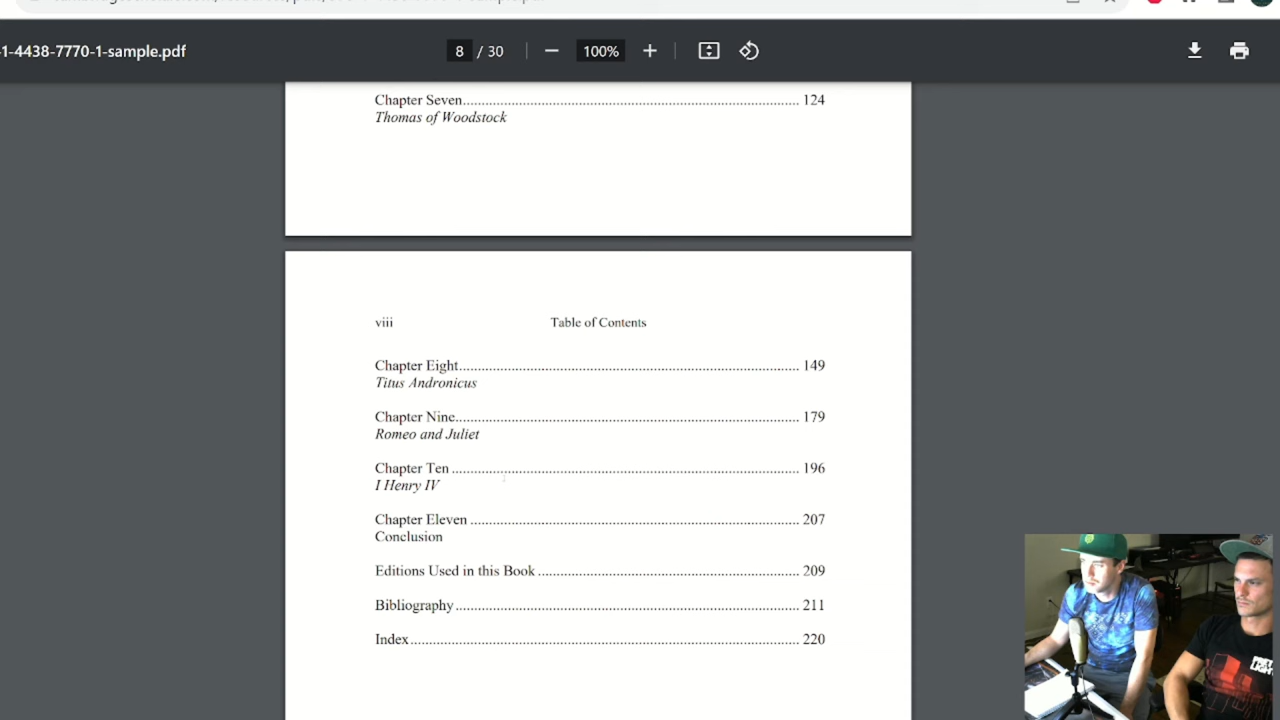 -1-4438-7770-1-sample.pdf
8 / 30
100%
Chapter Seven........................................................................................ 124
Thomas of Woodstock
viii
Table of Contents
Chapter Eight......................................................................................... 149
Titus Andronicus
Chapter Nine.......................................................................................... 179
Romeo and Juliet
Chapter Ten ........................................................................................... 196
I Henry IV
Chapter Eleven ...................................................................................... 207
Conclusion
Editions Used in this Book .................................................................... 209
Bibliography .......................................................................................... 211
Index...................................................................................................... 220